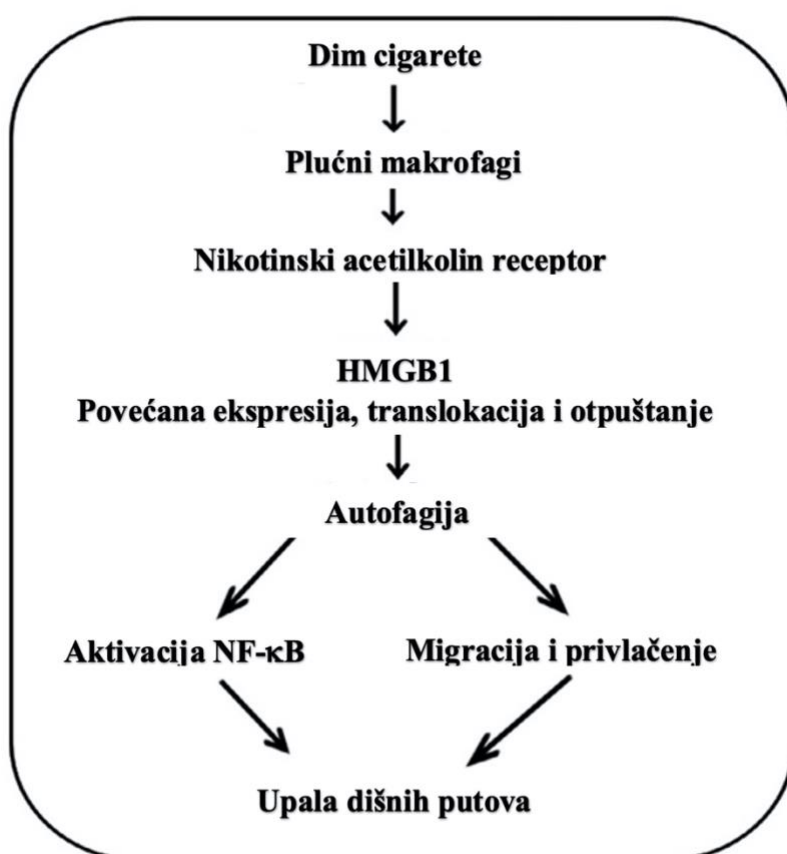 Dim cigarete
Plućni makrofagi
Nikotinski acetilkolin receptor
HMGB1
Povećana ekspresija, translokacija i otpuštanje
Autofagija
Aktivacija NF-κB
Migracija i privlačenje
Upala dišnih putova